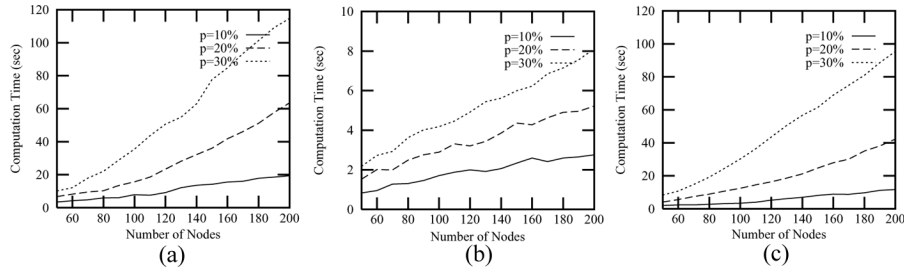 120
100
80
60
40
20
0
Computation Time (sec)
p=10%
p=20%
p=30%
60 80 100 120 140 160 180 200
Number of Nodes
(a)
10
8
6
4
2
0
Computation Time (sec)
p=10%
p=20%
p=30%
60 80 100 120 140 160 180 200
Number of Nodes
(b)
120
100
80
60
40
20
0
Computation Time (sec)
p=10%
p=20%
p=30%
60 80 100 120 140 160 180 200
Number of Nodes
(c)